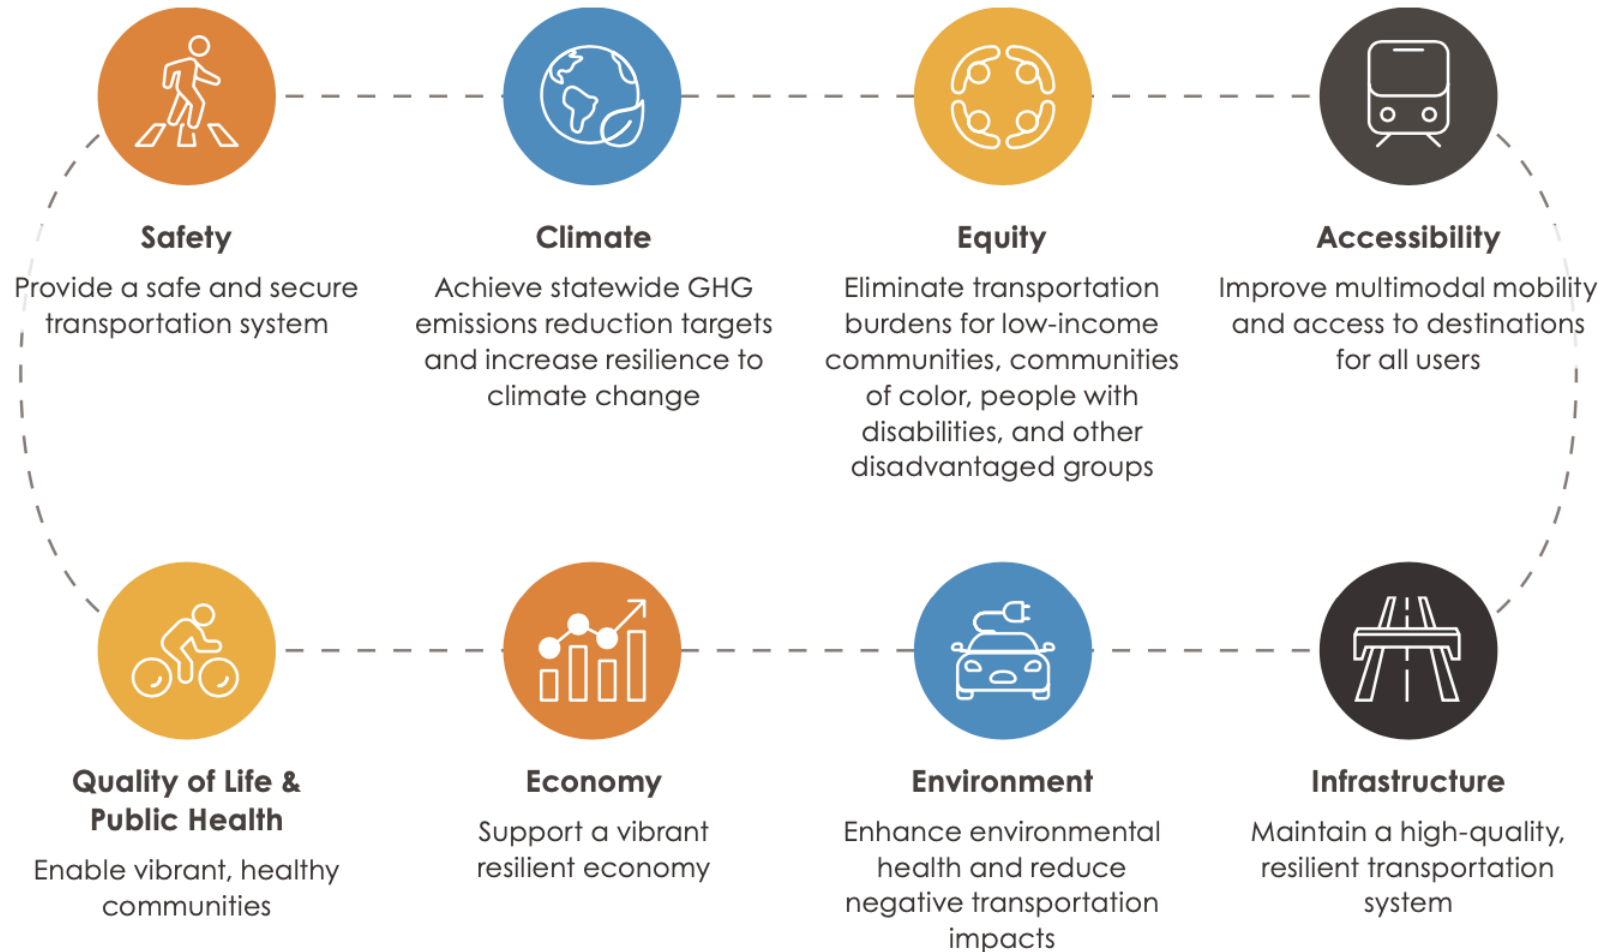 Safety
Provide a safe and secure
transportation system
Climate
Achieve statewide GHG
emissions reduction targets
and increase resilience to
climate change
Equity
Eliminate transportation
burdens for low-income
communities, communities
of color, people with
disabilities, and other
disadvantaged groups
Accessibility
Improve multimodal mobility
and access to destinations
for all users
Quality of Life &
Public Health
Enable vibrant, healthy
communities
Economy
Support a vibrant
resilient economy
Environment
Enhance environmental
health and reduce
negative transportation
impacts
Infrastructure
Maintain a high-quality,
resilient transportation
system